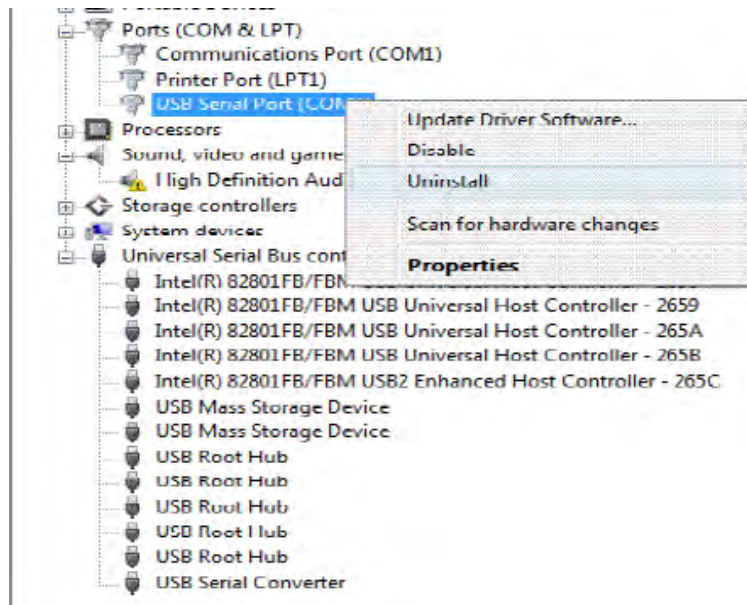 Ports (COM & LPT)
Communications Port (COM1)
Printer Port (LPT1)
USB Serial Port (COM
Update Driver Software...
Processors
Disable
Sound, video and game
High Definition Aud
Uninstall
Storage controllers
System devices
Scan for hardware changes
Universal Serial Bus cont
Properties
Intel(R) 82801FB/FBM
Intel(R) 82801FB/FBM USB Universal Host Controller - 2659
Intel(R) 82801FB/FBM USB Universal Host Controller - 265A
Intel(R) 82801FB/FBM USB Universal Host Controller - 265B
Intel(R) 82801FB/FBM USB2 Enhanced Host Controller - 265C
USB Mass Storage Device
USB Mass Storage Device
USB Root Hub
USB Root Hub
USB Root Hub
USB Root Hub
USB Root Hub
USB Serial Converter